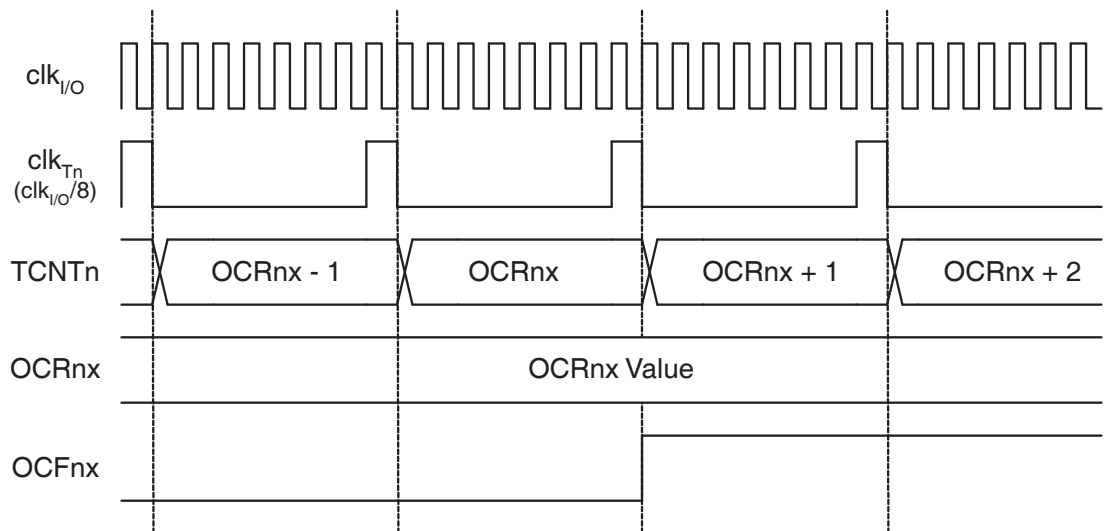 clkI/O
clkTn
(clkI/O/8)
TCNTn
OCRnx - 1
OCRnx
OCRnx + 1
OCRnx + 2
OCRnx
OCRnx Value
OCFnx